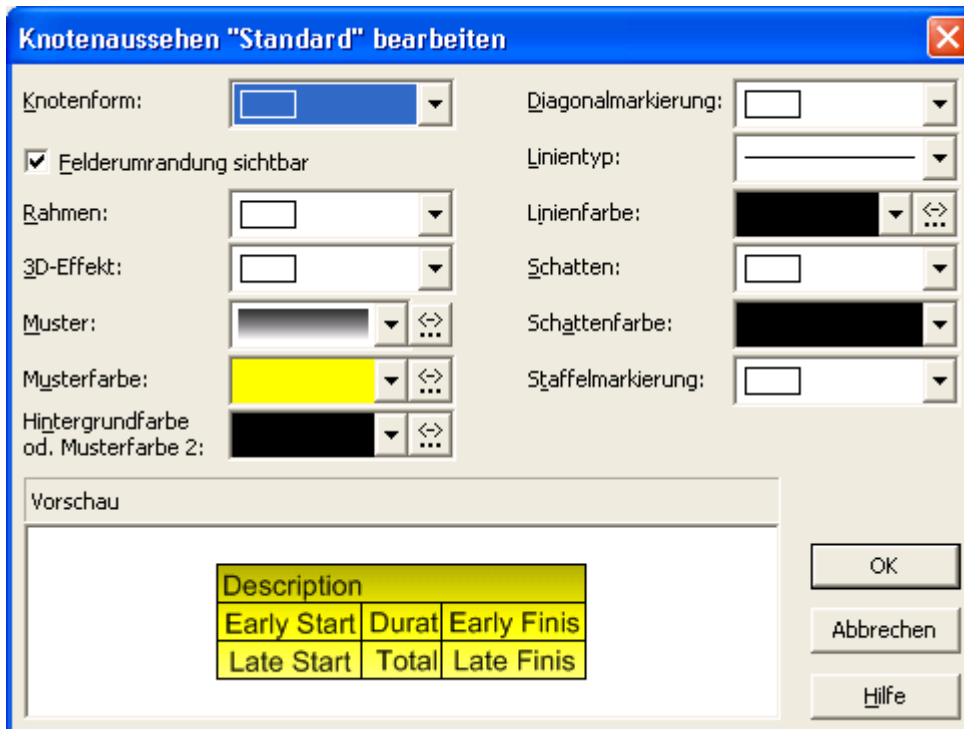 Knotenaussehen "Standard" bearbeiten
Knotenform:
Felderumrandung sichtbar
Rahmen:
3D-Effekt:
Muster:
Musterfarbe:
Hintergrundfarbe
od. Musterfarbe 2:
Diagonalmarkierung:
Linientyp:
Linienfarbe:
Schatten:
Schattenfarbe:
Staffelmarkierung:
Vorschau
Description
Early Start Durat Early Finis
Late Start Total Late Finis
OK
Abbrechen
Hilfe